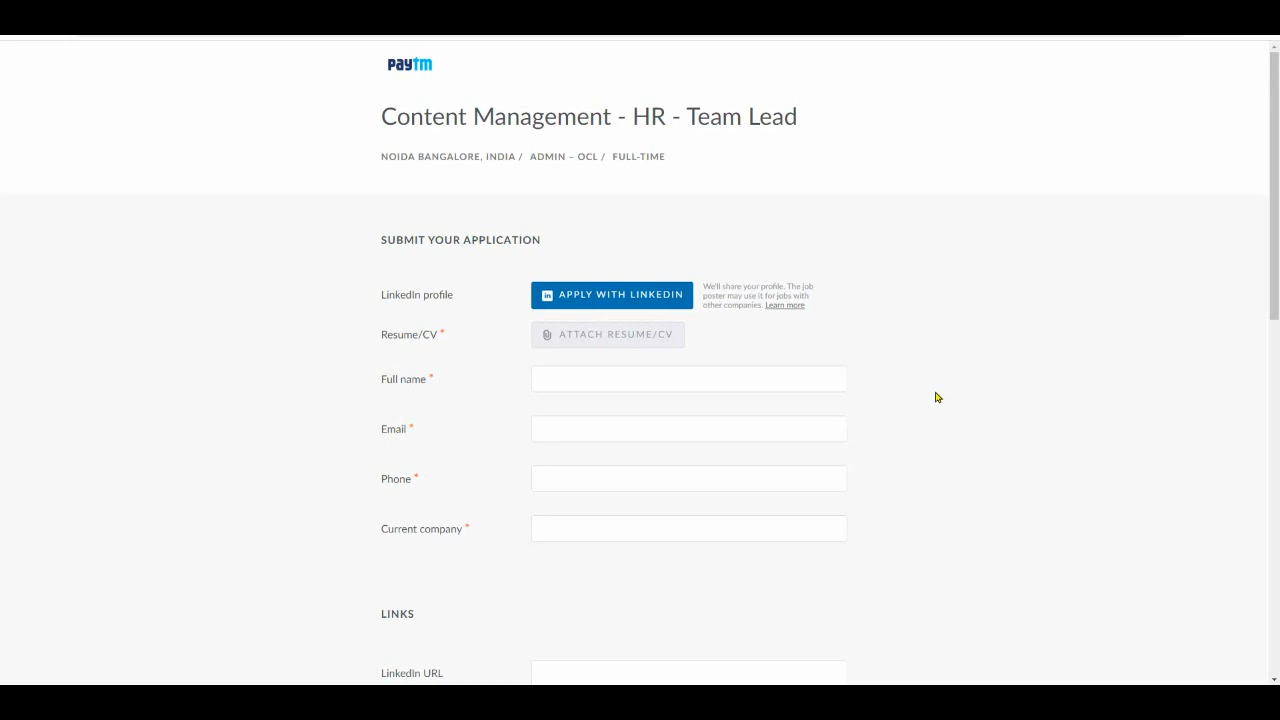 paytm
Content Management - HR - Team Lead
NOIDA BANGALORE, INDIA / ADMIN – OCL / FULL-TIME
SUBMIT YOUR APPLICATION
LinkedIn profile
in APPLY WITH LINKEDIN
We'll share your profile. The job
poster may use it for jobs with
other companies. Learn more
Resume/CV *
ATTACH RESUME/CV
Full name *
Email *
Phone *
Current company *
LINKS
LinkedIn URL